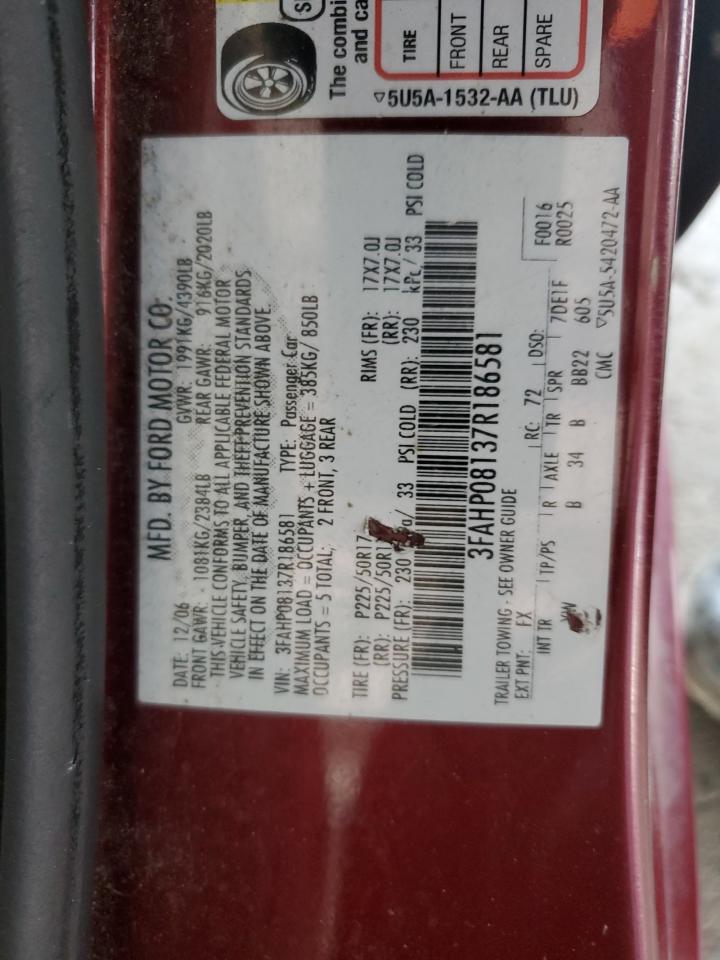 The combi
and ca
TIRE
FRONT
REAR
SPARE
▽5U5A-1532-AA (TLU)
MFD. BY FORD MOTOR CO.
DATE: 12/06 GVWR: 1991KG/4390LB
FRONT GAWR: 1081KG/2384LB REAR GAWR: 916KG/2020LB
THIS VEHICLE CONFORMS TO ALL APPLICABLE FEDERAL MOTOR
VEHICLE SAFETY, BUMPER, AND THEFT PREVENTION STANDARDS
IN EFFECT ON THE DATE OF MANUFACTURE SHOWN ABOVE.
VIN: 3FAHP08137R186581 TYPE: Passenger Car
MAXIMUM LOAD = OCCUPANTS + LUGGAGE = 385KG/ 850LB
OCCUPANTS = 5 TOTAL; 2 FRONT, 3 REAR
TIRE (FR): P225/50R17 RIMS (FR): 17X7.0J
(RR): P225/50R1 (RR): 17X7.0J
PRESSURE (FR): 230 a/ 33 PSI COLD (RR): 230 kPc/ 33 PSI COLD
3FAHP08137R186581
TRAILER TOWING - SEE OWNER GUIDE
EXT PNT: FX RC: 72 DSO: F0016
R0025
INT TR TP/PS R AXLE TR SPR 7DE1F
B 34 B BB22 605
CMC ▽5U5A-5420472-AA